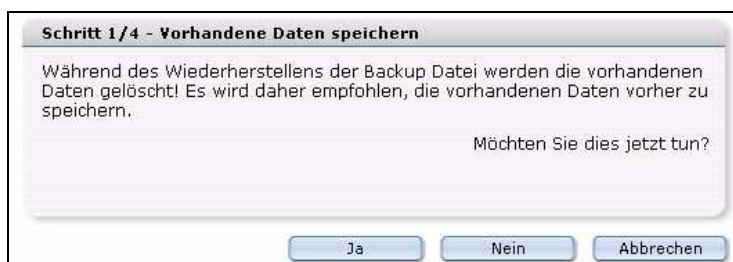 Schritt 1/4 - Vorhandene Daten speichern
Während des Wiederherstellens der Backup Datei werden die vorhandenen
Daten gelöscht! Es wird daher empfohlen, die vorhandenen Daten vorher zu
speichern.
Möchten Sie dies jetzt tun?
Ja Nein Abbrechen